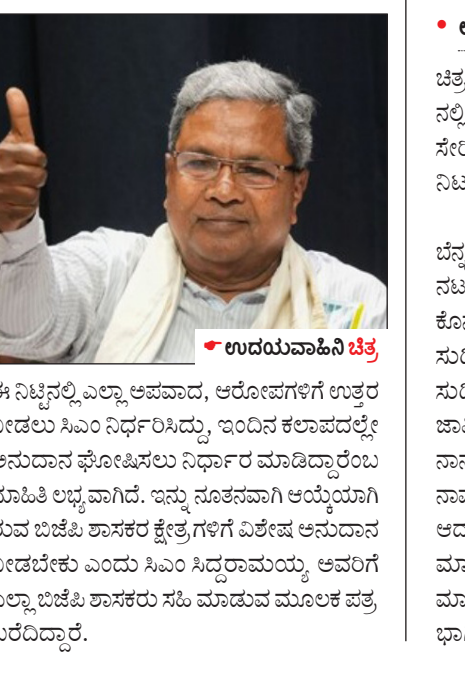 ಉದಯವಾಹಿನಿ ಚಿತ್ರ
ಈ ನಿಟ್ಟಿನಲ್ಲಿ ಎಲ್ಲಾ ಅಪವಾದ, ಆರೋಪಗಳಿಗೆ ಉತ್ತರ
ನೀಡಲು ಸಿಎಂ ನಿರ್ಧರಿಸಿದ್ದು, ಇಂದಿನ ಕಲಾಪದಲ್ಲೇ
ಅನುದಾನ ಘೋಷಿಸಲು ನಿರ್ಧಾರ ಮಾಡಿದ್ದಾರೆಂಬ
ಮಾಹಿತಿ ಲಭ್ಯವಾಗಿದೆ. ಇನ್ನು ನೂತನವಾಗಿ ಆಯ್ಕೆಯಾಗಿ
ರುವ ಬಿಜೆಪಿ ಶಾಸಕರ ಕ್ಷೇತ್ರಗಳಿಗೆ ವಿಶೇಷ ಅನುದಾನ
ನೀಡಬೇಕು ಎಂದು ಸಿಎಂ ಸಿದ್ದರಾಮಯ್ಯ ಅವರಿಗೆ
ಎಲ್ಲಾ ಬಿಜೆಪಿ ಶಾಸಕರು ಸಹಿ ಮಾಡುವ ಮೂಲಕ ಪತ್ರ
ಬರೆದಿದ್ದಾರೆ.